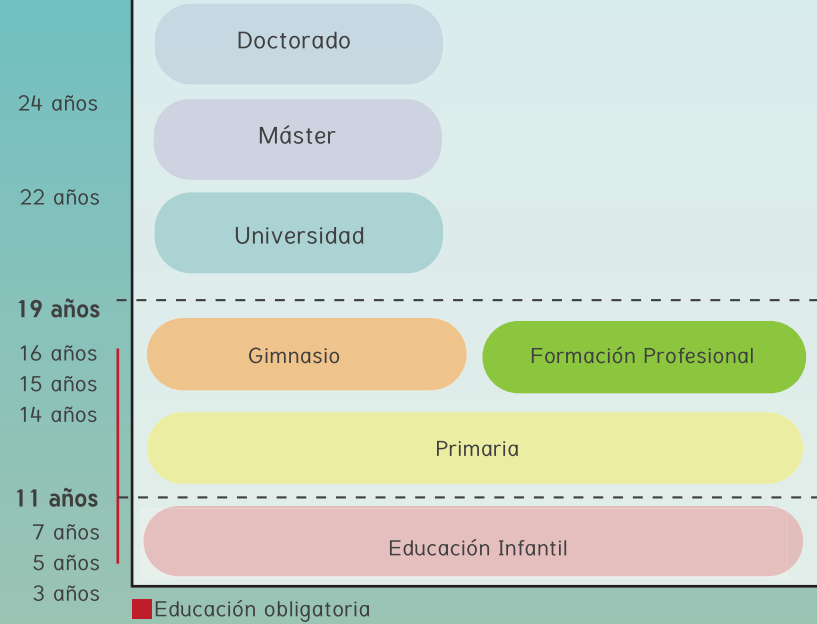 Doctorado
24 años
Máster
22 años
Universidad
19 años
16 años
Gimnasio
Formación Profesional
15 años
14 años
Primaria
11 años
7 años
Educación Infantil
5 años
3 años
Educación obligatoria